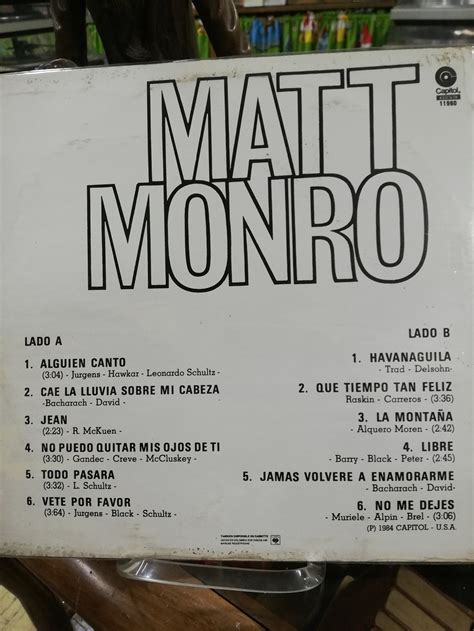 MATT
MONRO
Capitol
11980
LADO A
1. ALGUIEN CANTO
(3:04) - Jurgens - Hawkar - Leonardo Schultz -
2. CAE LA LLUVIA SOBRE MI CABEZA
-Bacharach - David -
3. JEAN
(2:23) - R. McKuen -
4. NO PUEDO QUITAR MIS OJOS DE TI
(3:30) - Gandec - Creve - McCluskey -
5. TODO PASARA
(3:32) - L. Schultz -
6. VETE POR FAVOR
(3:64) - Jurgens - Black - Schultz -
LADO B
1. HAVANAGUILA
- Trad - Delsohn-
2. QUE TIEMPO TAN FELIZ
Raskin - Carreros - (3:36)
3. LA MONTAÑA
- Alquero Moren - (2:45)
4. LIBRE
- Barry - Black - Peter - (2:45)
5. JAMAS VOLVERE A ENAMORARME
- Bacharach - David-
6. NO ME DEJES
- Muriele - Alpin - Brel - (3:06)
(P) 1984 CAPITOL - U.S.A.
TAMBIEN DISPONIBLE EN CASSETTE